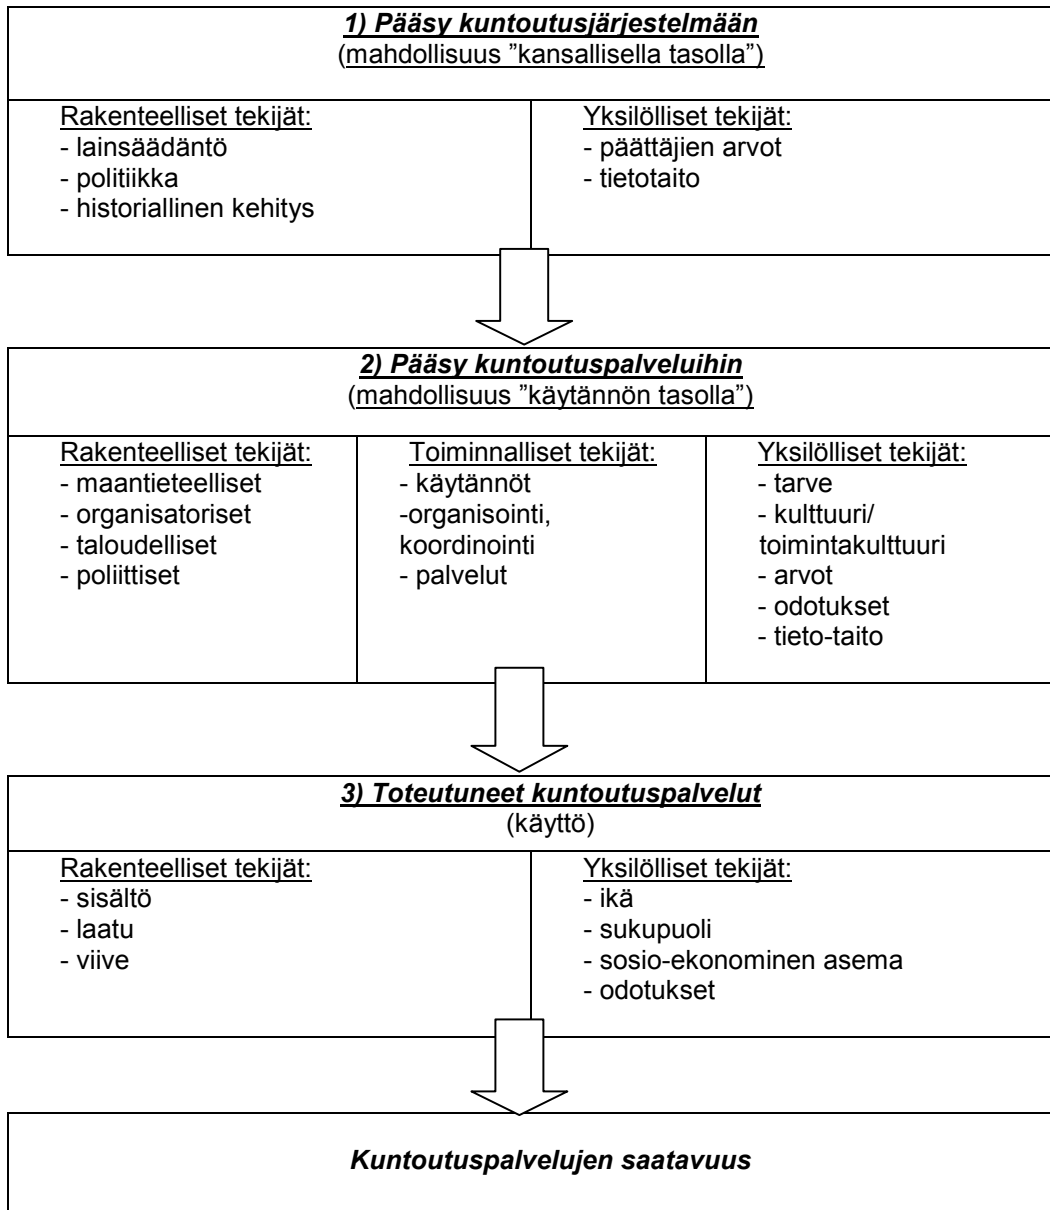 1) Pääsy kuntoutusjärjestelmään
(mahdollisuus ”kansallisella tasolla”)
Rakenteelliset tekijät:
- lainsäädäntö
- politiikka
- historiallinen kehitys
Yksilölliset tekijät:
- päättäjien arvot
- tietotaito
2) Pääsy kuntoutuspalveluihin
(mahdollisuus ”käytännön tasolla”)
Rakenteelliset tekijät:
- maantieteelliset
- organisatoriset
- taloudelliset
- poliittiset
Toiminnalliset tekijät:
- käytännöt
-organisointi,
koordinointi
- palvelut
Yksilölliset tekijät:
- tarve
- kulttuuri/
toimintakulttuuri
- arvot
- odotukset
- tieto-taito
3) Toteutuneet kuntoutuspalvelut
(käyttö)
Rakenteelliset tekijät:
- sisältö
- laatu
- viive
Yksilölliset tekijät:
- ikä
- sukupuoli
- sosio-ekonominen asema
- odotukset
Kuntoutuspalvelujen saatavuus